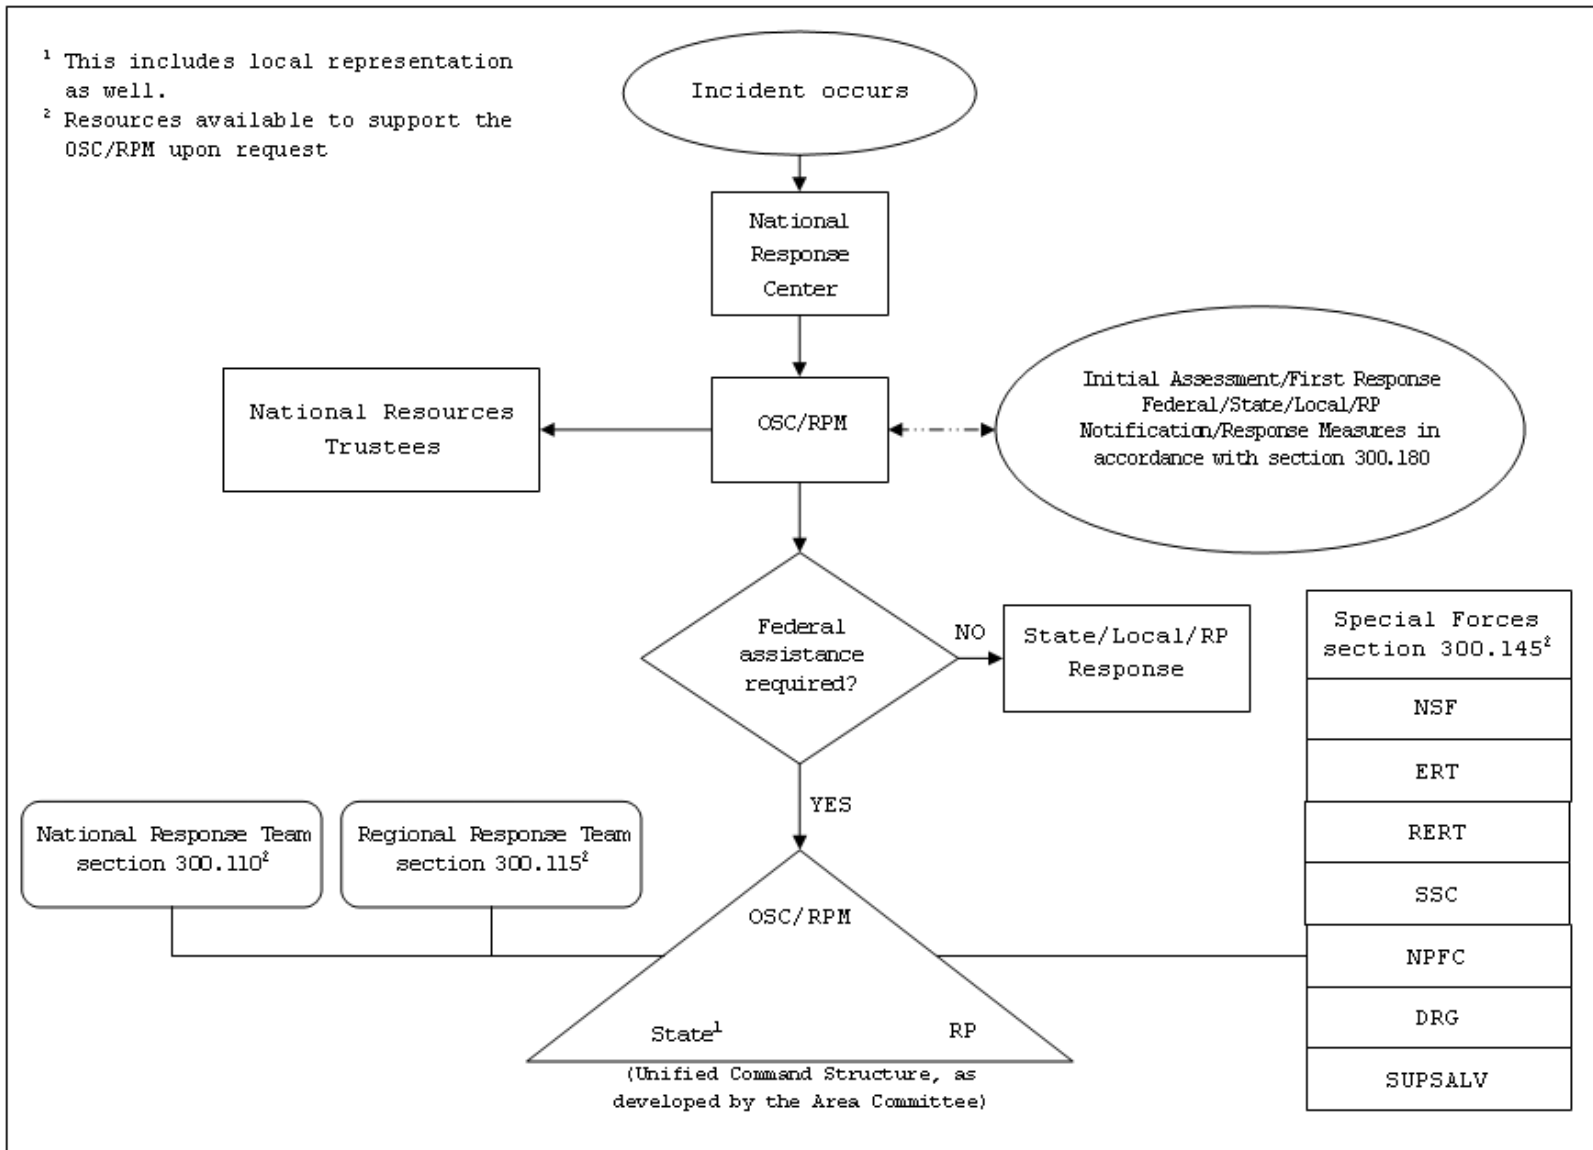 ¹ This includes local representation
as well.
² Resources available to support the
OSC/RPM upon request
Incident occurs
National
Response
Center
National Resources
Trustees
OSC/RPM
Initial Assessment/First Response
Federal/State/Local/RP
Notification/Response Measures in
accordance with section 300.180
Federal
assistance
required?
NO
State/Local/RP
Response
YES
Special Forces
section 300.145²
NSF
ERT
RERT
SSC
NPFC
DRG
SUPSALV
National Response Team
section 300.110²
Regional Response Team
section 300.115²
OSC/RPM
State¹
RP
(Unified Command Structure, as
developed by the Area Committee)